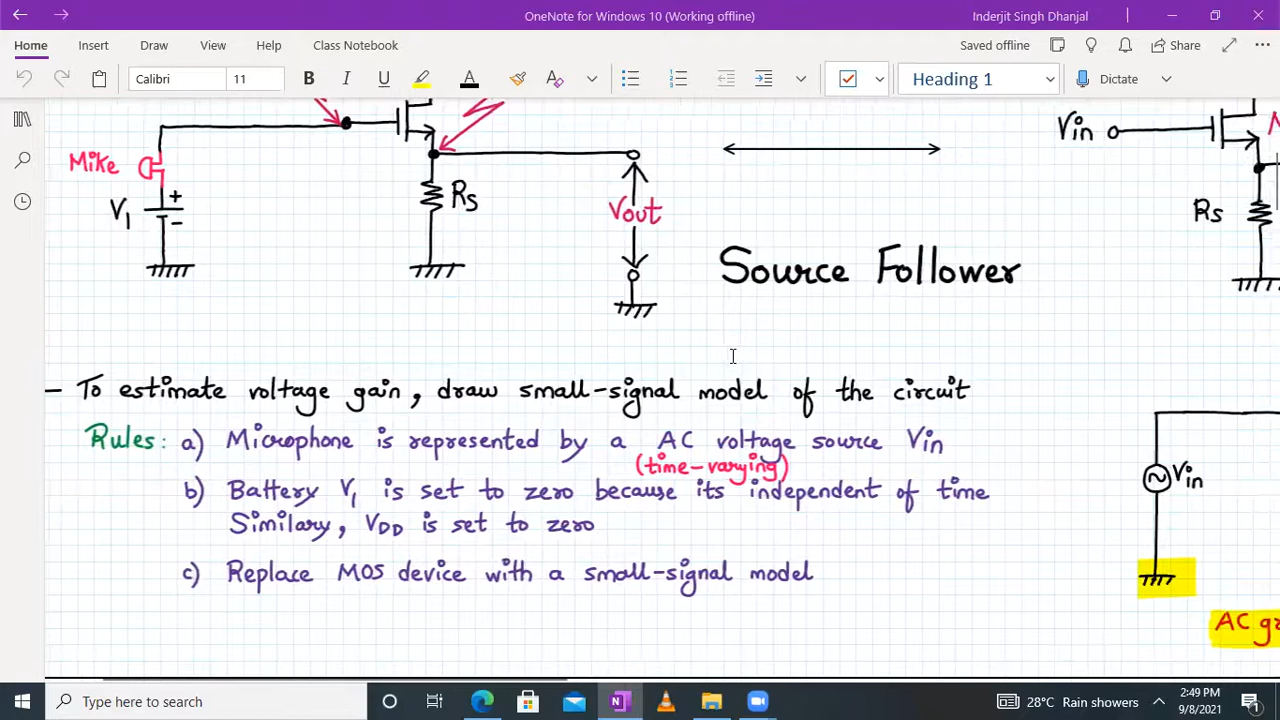 OneNote for Windows 10 (Working offline)
Inderjit Singh Dhanjal
Home Insert Draw View Help Class Notebook
Saved offline
Share
Calibri
11
B I U A
Heading 1
Dictate
Mike
V1
+
-
Rs
Vout
Source Follower
Vin
Rs
- To estimate voltage gain, draw small-signal model of the circuit
Rules: a) Microphone is represented by a AC voltage source Vin
(time-varying)
b) Battery V1 is set to zero because its independent of time
Similary, VDD is set to zero
c) Replace MOS device with a small-signal model
Vin
AC
Type here to search
28°C Rain showers
2:49 PM
9/8/2021
1